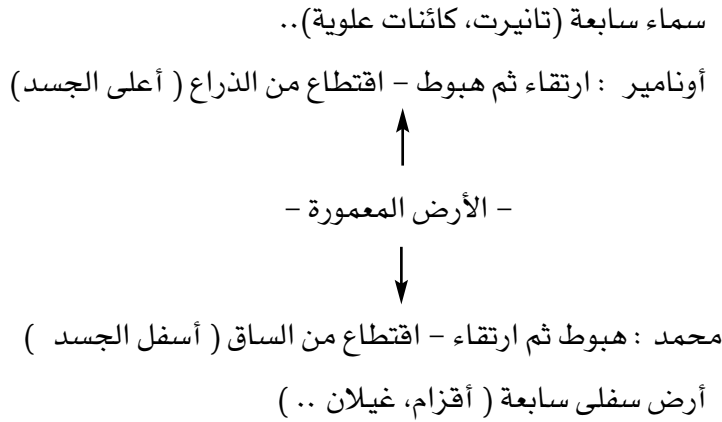 سماء سابعة (تانيرت، كائنات علوية)..
أونامير : ارتقاء ثم هبوط – اقتطاع من الذراع ( أعلى الجسد)
– الأرض المعمورة –
محمد : هبوط ثم ارتقاء – اقتطاع من الساق ( أسفل الجسد )
أرض سفلى سابعة ( أقزام، غيلان .. )